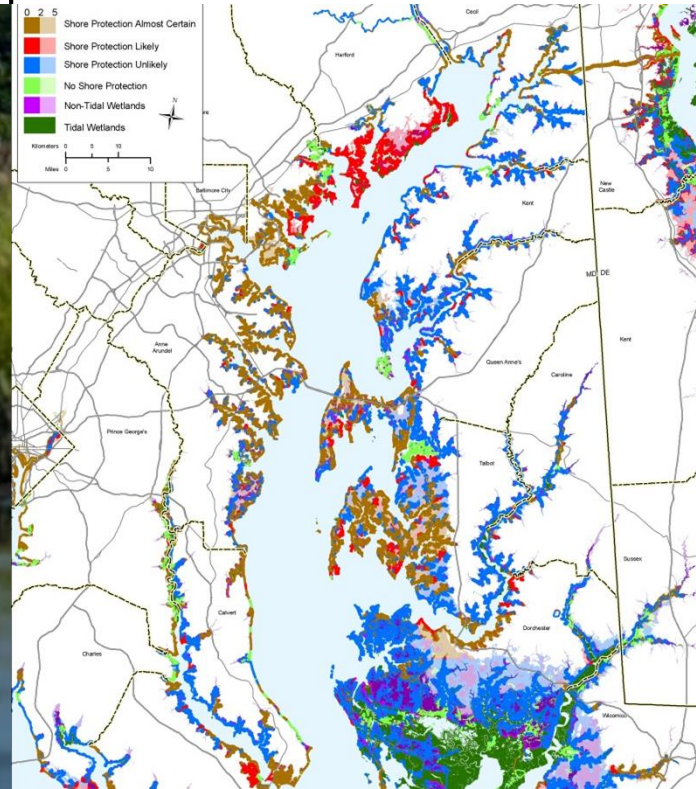 0 2 5
Shore Protection Almost Certain
Shore Protection Likely
Shore Protection Unlikely
No Shore Protection
Non-Tidal Wetlands
Tidal Wetlands
N
Kilometers
0 5 10
Miles
0 5 10
Cecil
Harford
ore
Baltimore City
New
Castle
Kent
MD DE
Anne
Arundel
Queen Anne's
Kent
Caroline
Prince George's
Talbot
Sussex
Calvert
Dorchester
Charles
Wicomico